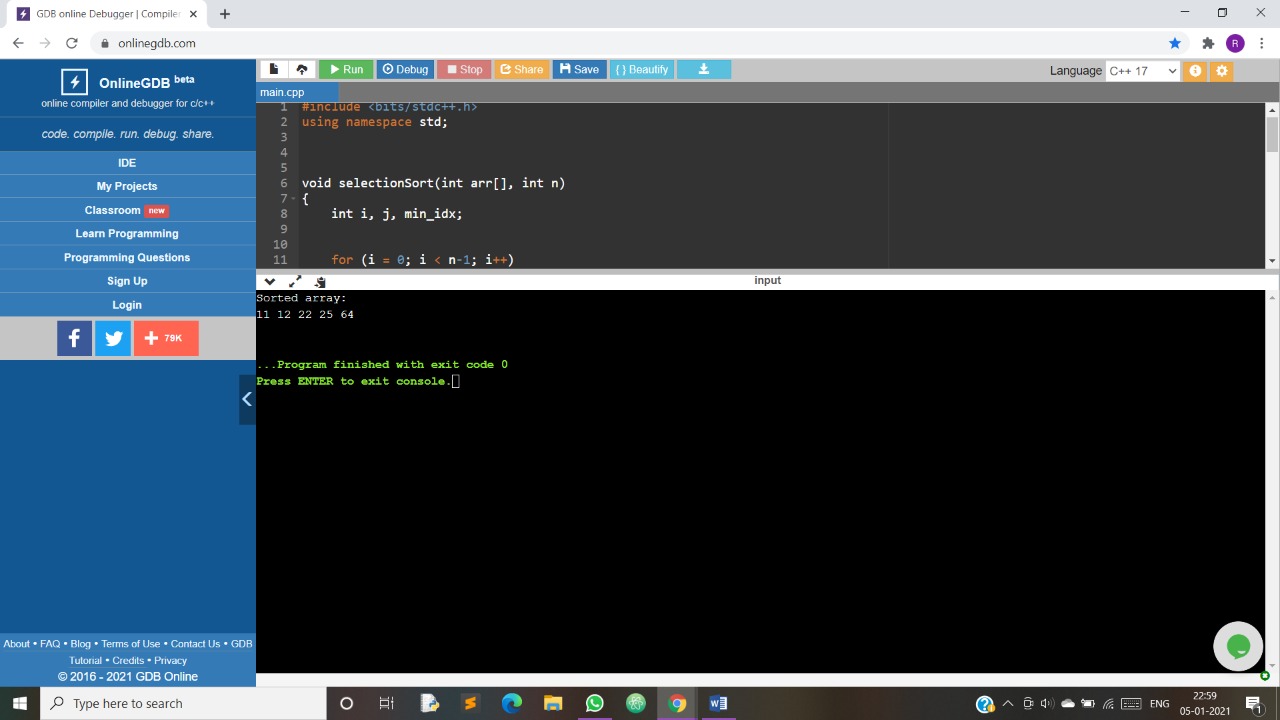 GDB online Debugger | Compiler
onlinegdb.com
R
OnlineGDB beta
online compiler and debugger for c/c++
code. compile. run. debug. share.
IDE
My Projects
Classroom new
Learn Programming
Programming Questions
Sign Up
Login
f
79K
About • FAQ • Blog • Terms of Use • Contact Us • GDB
Tutorial • Credits • Privacy
© 2016 - 2021 GDB Online
Run Debug Stop Share Save { } Beautify
Language C++ 17
main.cpp
1 #include <bits/stdc++.h>
2 using namespace std;
3
4
5
6 void selectionSort(int arr[], int n)
7 {
8 int i, j, min_idx;
9
10
11 for (i = 0; i < n-1; i++)
input
Sorted array:
11 12 22 25 64
...Program finished with exit code 0
Press ENTER to exit console.
Type here to search
ENG
22:59
05-01-2021
1